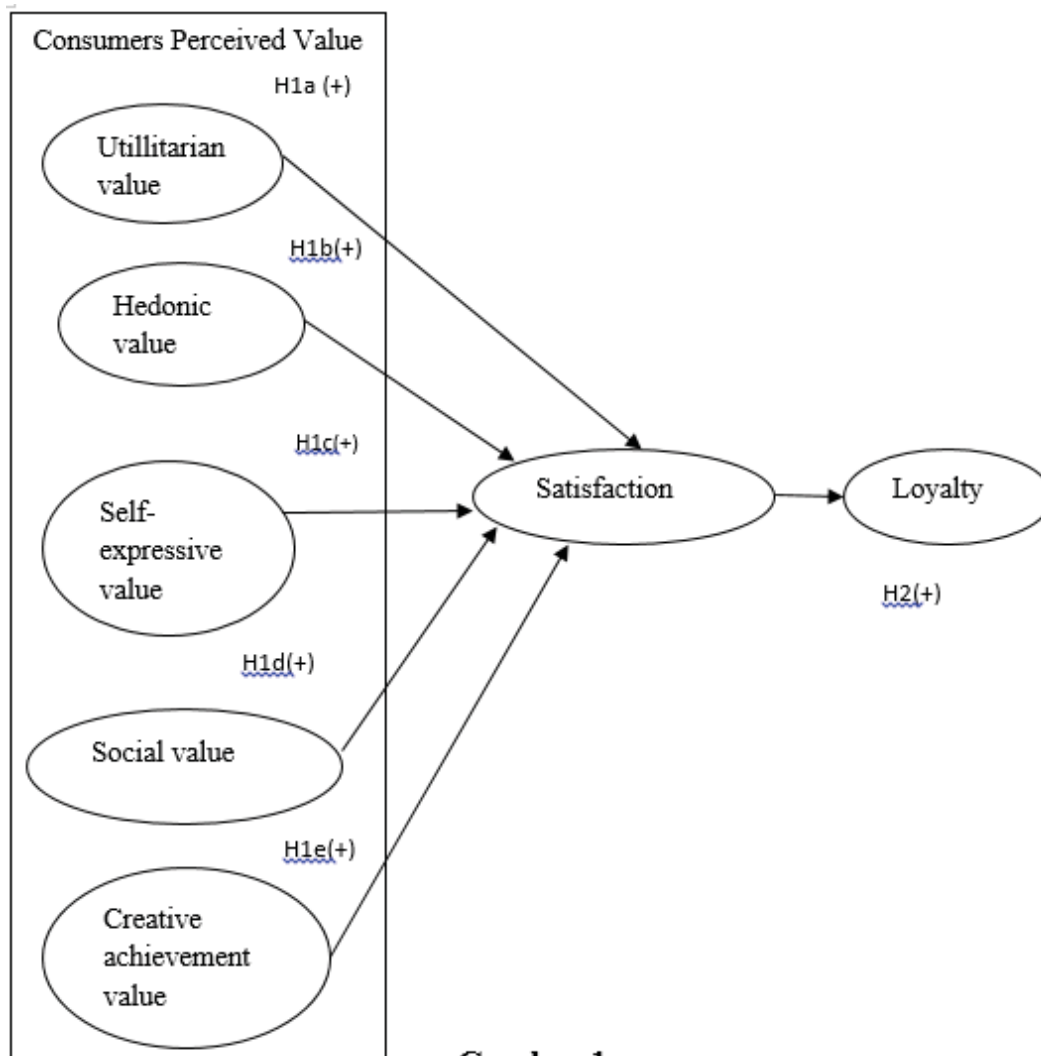 Consumers Perceived Value
H1a (+)
Utillitarian
value
H1b(+)
Hedonic
value
H1c(+)
Self-
expressive
value
Satisfaction
Loyalty
H2(+)
H1d(+)
Social value
H1e(+)
Creative
achievement
value